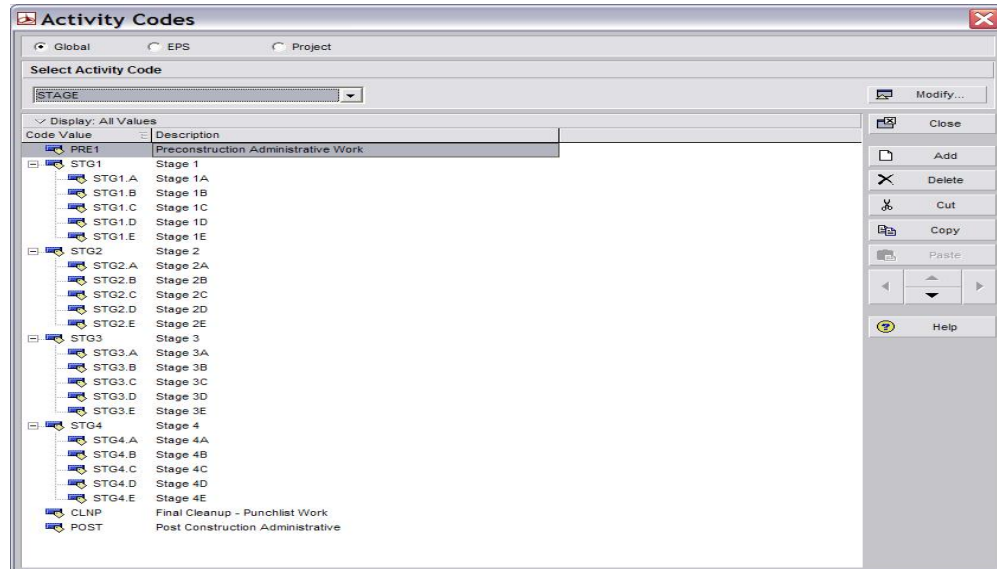 Activity Codes
Global EPS Project
Select Activity Code
STAGE
Modify...
Display: All Values
Close
Code Value Description
PRE1 Preconstruction Administrative Work
Add
STG1 Stage 1
STG1.A Stage 1A
Delete
STG1.B Stage 1B
STG1.C Stage 1C
Cut
STG1.D Stage 1D
STG1.E Stage 1E
Copy
STG2 Stage 2
Paste
STG2.A Stage 2A
STG2.B Stage 2B
STG2.C Stage 2C
STG2.D Stage 2D
STG2.E Stage 2E
Help
STG3 Stage 3
STG3.A Stage 3A
STG3.B Stage 3B
STG3.C Stage 3C
STG3.D Stage 3D
STG3.E Stage 3E
STG4 Stage 4
STG4.A Stage 4A
STG4.B Stage 4B
STG4.C Stage 4C
STG4.D Stage 4D
STG4.E Stage 4E
CLNP Final Cleanup - Punchlist Work
POST Post Construction Administrative